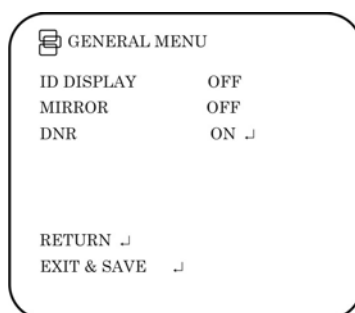 GENERAL MENU
ID DISPLAY OFF
MIRROR OFF
DNR ON ↵
RETURN ↵
EXIT & SAVE ↵